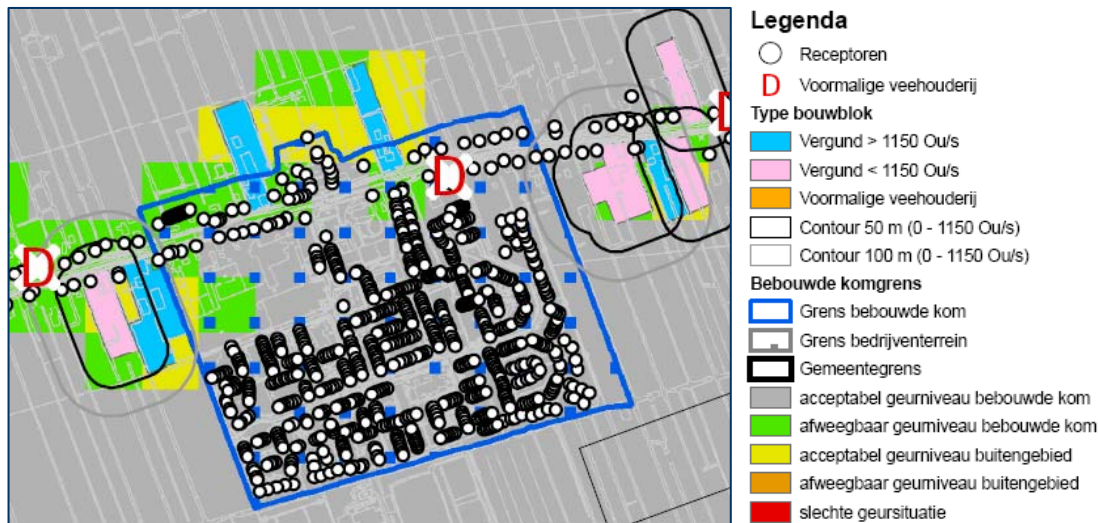 D
D
D
Legenda
Receptoren
D Voormalige veehouderij
Type bouwblok
Vergund > 1150 Ou/s
Vergund < 1150 Ou/s
Voormalige veehouderij
Contour 50 m (0 - 1150 Ou/s)
Contour 100 m (0 - 1150 Ou/s)
Bebouwde komgrens
Grens bebouwde kom
Grens bedrijventerrein
Gemeentegrens
acceptabel geurniveau bebouwde kom
afweegbaar geurniveau bebouwde kom
acceptabel geurniveau buitengebied
afweegbaar geurniveau buitengebied
slechte geursituatie